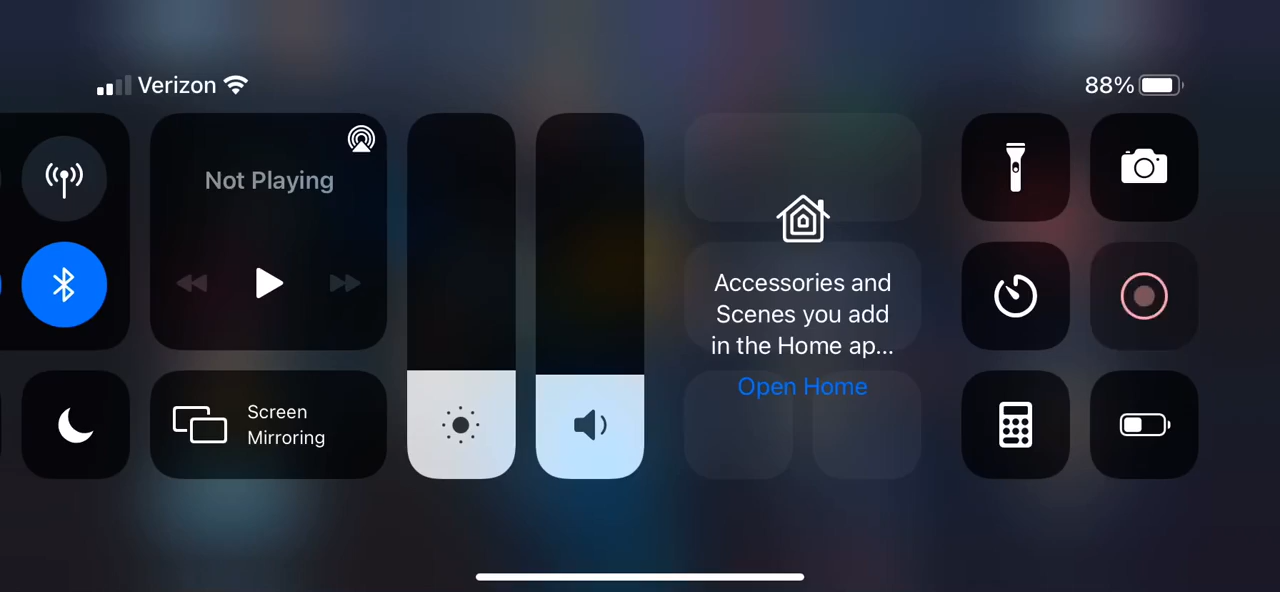 Verizon
88%
Not Playing
Screen
Mirroring
Accessories and
Scenes you add
in the Home ap...
Open Home